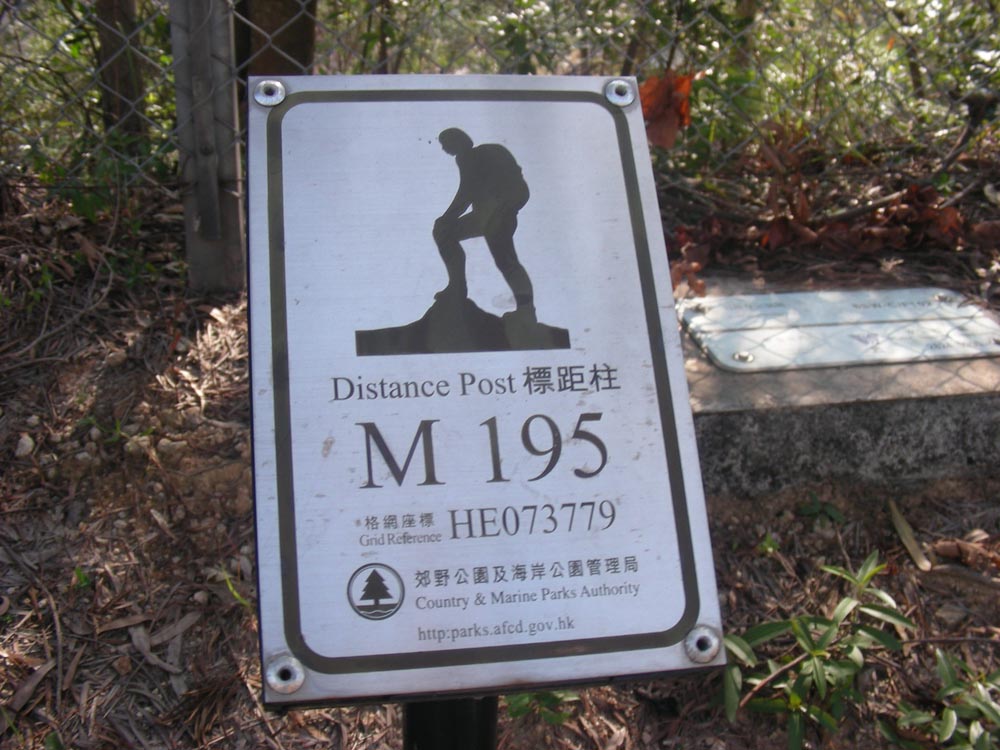 Distance Post 標距柱
M 195
格網座標
Grid Reference HE073779
郊野公園及海岸公園管理局
Country & Marine Parks Authority
http:parks.afcd.gov.hk